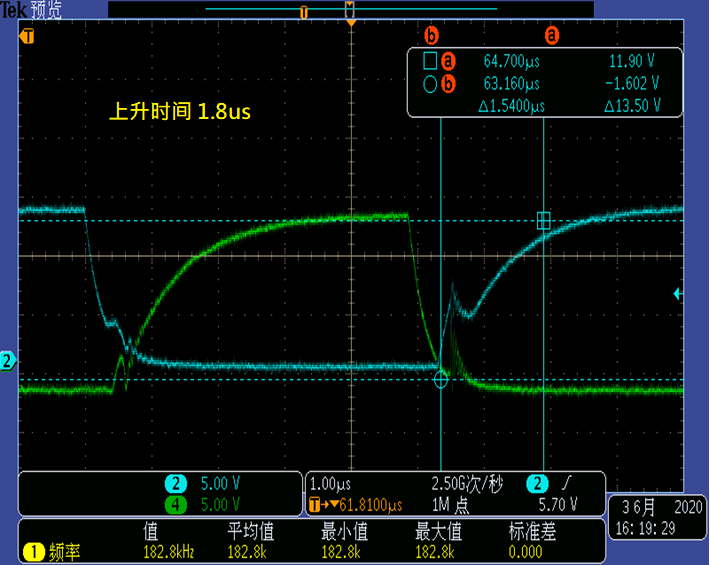 Tek 预览
T
T
b a
a 64.700μs 11.90 V
b 63.160μs -1.602 V
Δ1.5400μs Δ13.50 V
上升时间 1.8us
2
2 5.00 V
4 5.00 V
1.00μs 2.50G次/秒 2
T→▼61.8100μs 1M 点 5.70 V
3 6月 2020
16:19:29
值 平均值 最小值 最大值 标准差
1 频率 182.8kHz 182.8k 182.8k 182.8k 0.000